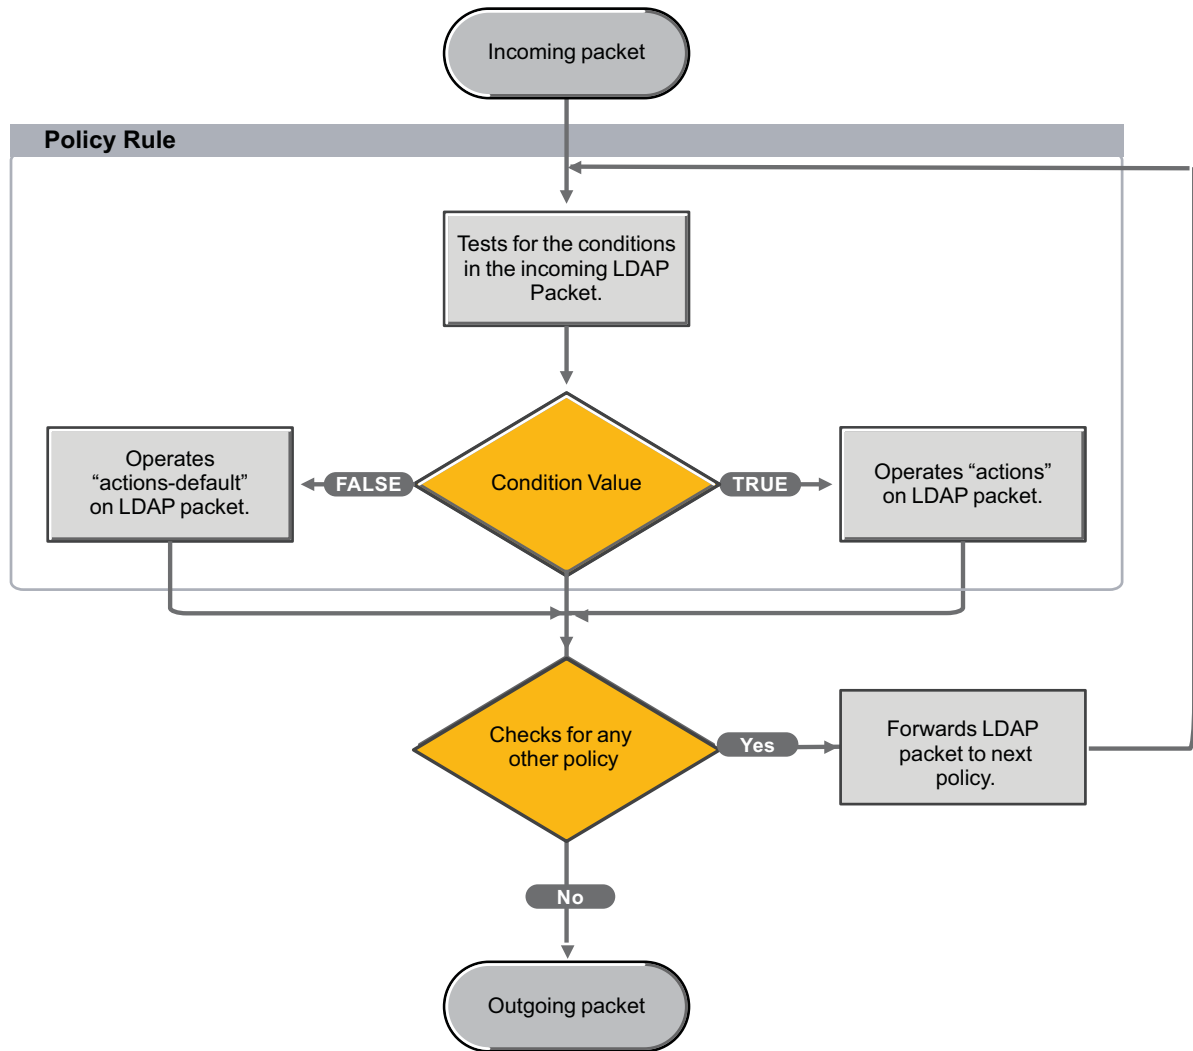 Incoming packet
Policy Rule
Tests for the conditions
in the incoming LDAP
Packet.
Operates
“actions-default”
on LDAP packet.
FALSE
Condition Value
TRUE
Operates “actions”
on LDAP packet.
Checks for any
other policy
Yes
Forwards LDAP
packet to next
policy.
No
Outgoing packet